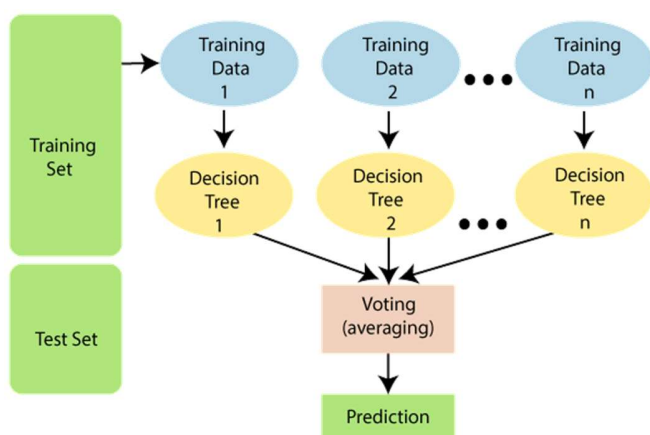 Training
Set
Test Set
Training
Data
1
Training
Data
2
Training
Data
n
Decision
Tree
1
Decision
Tree
2
Decision
Tree
n
Voting
(averaging)
Prediction